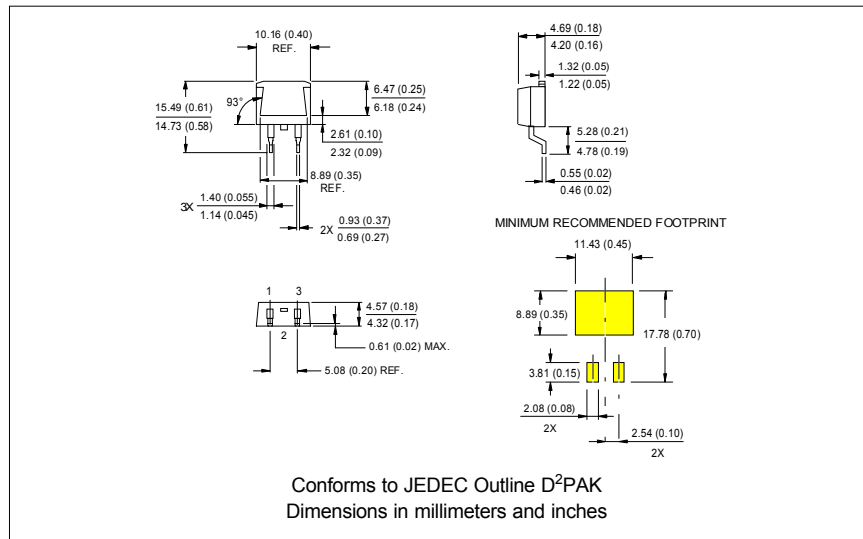 10.16 (0.40)
REF.
15.49 (0.61)
14.73 (0.58)
93°
6.47 (0.25)
6.18 (0.24)
2.61 (0.10)
2.32 (0.09)
8.89 (0.35)
REF.
3X
1.40 (0.055)
1.14 (0.045)
2X
0.93 (0.37)
0.69 (0.27)
4.69 (0.18)
4.20 (0.16)
1.32 (0.05)
1.22 (0.05)
5.28 (0.21)
4.78 (0.19)
0.55 (0.02)
0.46 (0.02)
1 3
2
4.57 (0.18)
4.32 (0.17)
0.61 (0.02) MAX.
5.08 (0.20) REF.
MINIMUM RECOMMENDED FOOTPRINT
11.43 (0.45)
8.89 (0.35)
17.78 (0.70)
3.81 (0.15)
2.08 (0.08)
2X
2.54 (0.10)
2X
Conforms to JEDEC Outline D²PAK
Dimensions in millimeters and inches